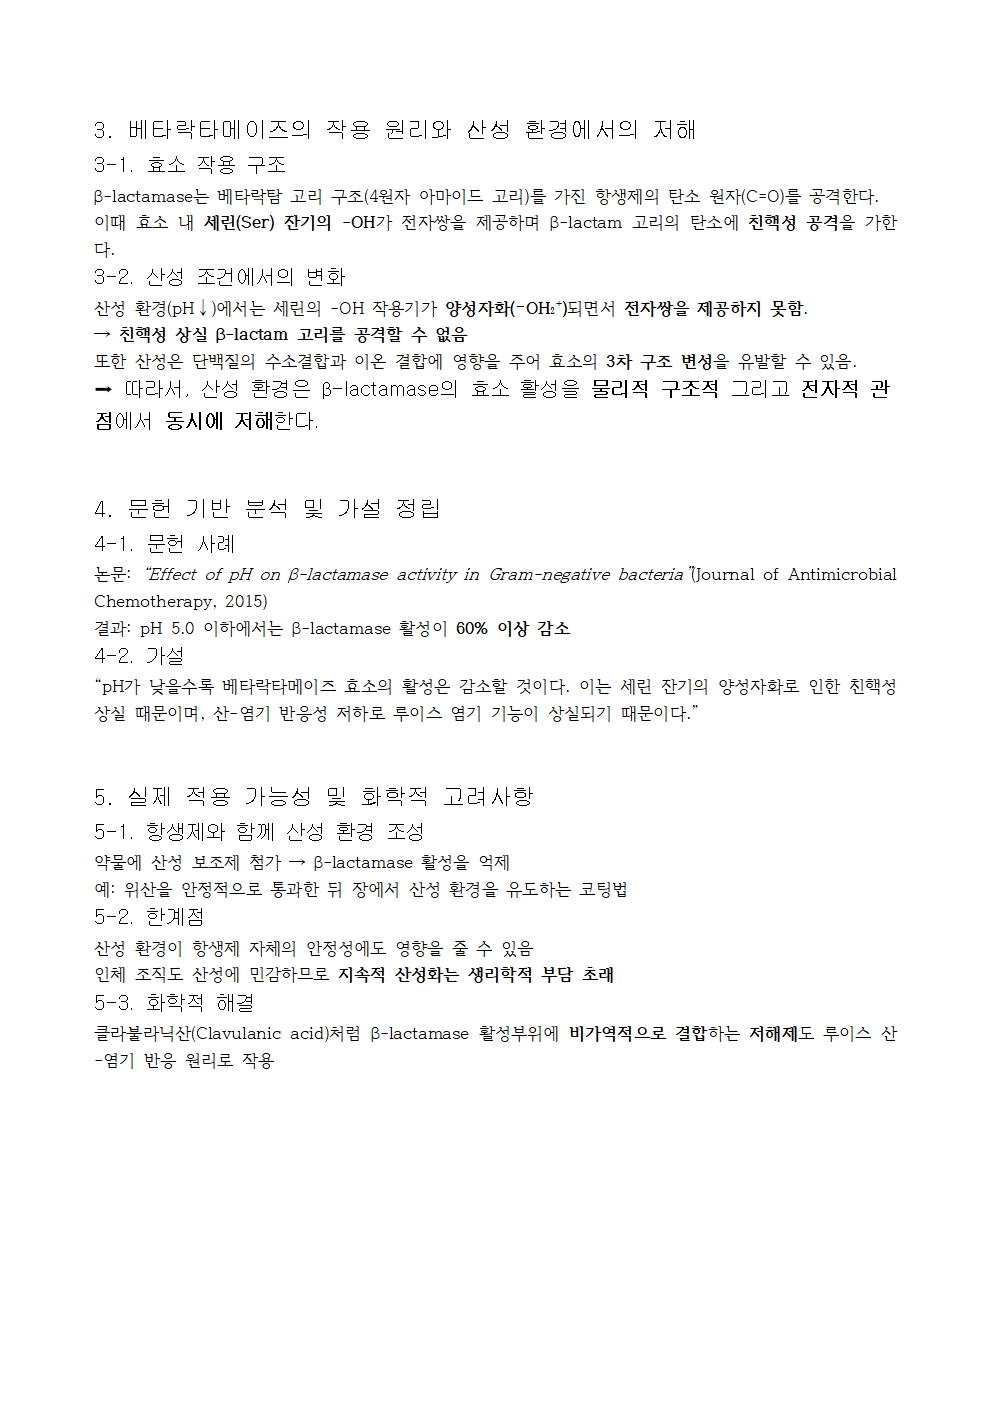 3. 베타락타메이즈의 작용 원리와 산성 환경에서의 저해
3-1. 효소 작용 구조
β-lactamase는 베타락탐 고리 구조(4원자 아마이드 고리)를 가진 항생제의 탄소 원자(C=O)를 공격한다.
이때 효소 내 세린(Ser) 잔기의 -OH가 전자쌍을 제공하며 β-lactam 고리의 탄소에 친핵성 공격을 가한
다.
3-2. 산성 조건에서의 변화
산성 환경(pH↓)에서는 세린의 -OH 작용기가 양성자화(-OH₂⁺)되면서 전자쌍을 제공하지 못함.
→ 친핵성 상실 β-lactam 고리를 공격할 수 없음
또한 산성은 단백질의 수소결합과 이온 결합에 영향을 주어 효소의 3차 구조 변성을 유발할 수 있음.
➡ 따라서, 산성 환경은 β-lactamase의 효소 활성을 물리적 구조적 그리고 전자적 관
점에서 동시에 저해한다.
4. 문헌 기반 분석 및 가설 정립
4-1. 문헌 사례
논문: “Effect of pH on β-lactamase activity in Gram-negative bacteria”(Journal of Antimicrobial
Chemotherapy, 2015)
결과: pH 5.0 이하에서는 β-lactamase 활성이 60% 이상 감소
4-2. 가설
“pH가 낮을수록 베타락타메이즈 효소의 활성은 감소할 것이다. 이는 세린 잔기의 양성자화로 인한 친핵성
상실 때문이며, 산-염기 반응성 저하로 루이스 염기 기능이 상실되기 때문이다.”
5. 실제 적용 가능성 및 화학적 고려사항
5-1. 항생제와 함께 산성 환경 조성
약물에 산성 보조제 첨가 → β-lactamase 활성을 억제
예: 위산을 안정적으로 통과한 뒤 장에서 산성 환경을 유도하는 코팅법
5-2. 한계점
산성 환경이 항생제 자체의 안정성에도 영향을 줄 수 있음
인체 조직도 산성에 민감하므로 지속적 산성화는 생리학적 부담 초래
5-3. 화학적 해결
클라불라닉산(Clavulanic acid)처럼 β-lactamase 활성부위에 비가역적으로 결합하는 저해제도 루이스 산
-염기 반응 원리로 작용